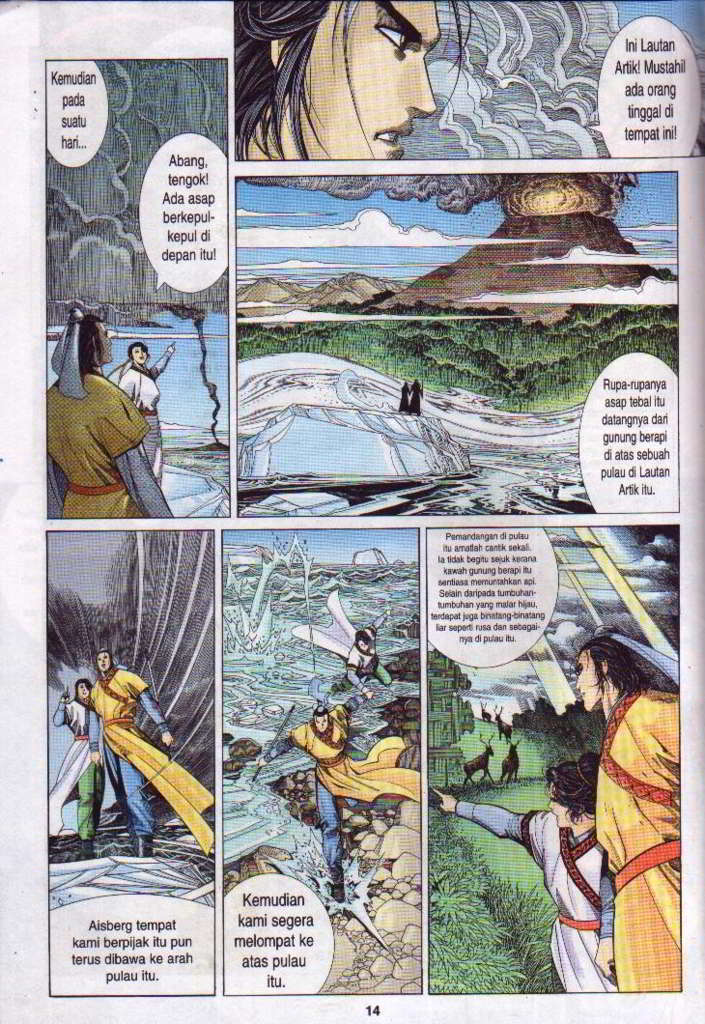 Kemudian
pada
suatu
hari...
Abang,
tengok!
Ada asap
berkepul-
kepul di
depan itu!
Ini Lautan
Artik! Mustahil
ada orang
tinggal di
tempat ini!
Rupa-rupanya
asap tebal itu
datangnya dari
gunung berapi
di atas sebuah
pulau di Lautan
Artik itu.
Aisberg tempat
kami berpijak itu pun
terus dibawa ke arah
pulau itu.
Kemudian
kami segera
melompat ke
atas pulau
itu.
Pemandangan di pulau
itu amatlah cantik sekali.
Ia tidak begitu sejuk kerana
kawah gunung berapi itu
sentiasa memuntahkan api.
Selain daripada tumbuhan-
tumbuhan yang malar hijau,
terdapat juga binatang-binatang
liar seperti rusa dan sebagai-
nya di pulau itu.
14